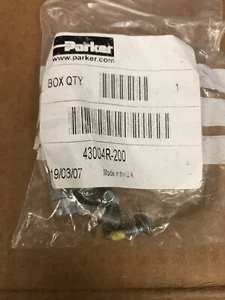 Parker
www.parker.com
BOX QTY 1
43004R-200
19/03/07 Made in the U K